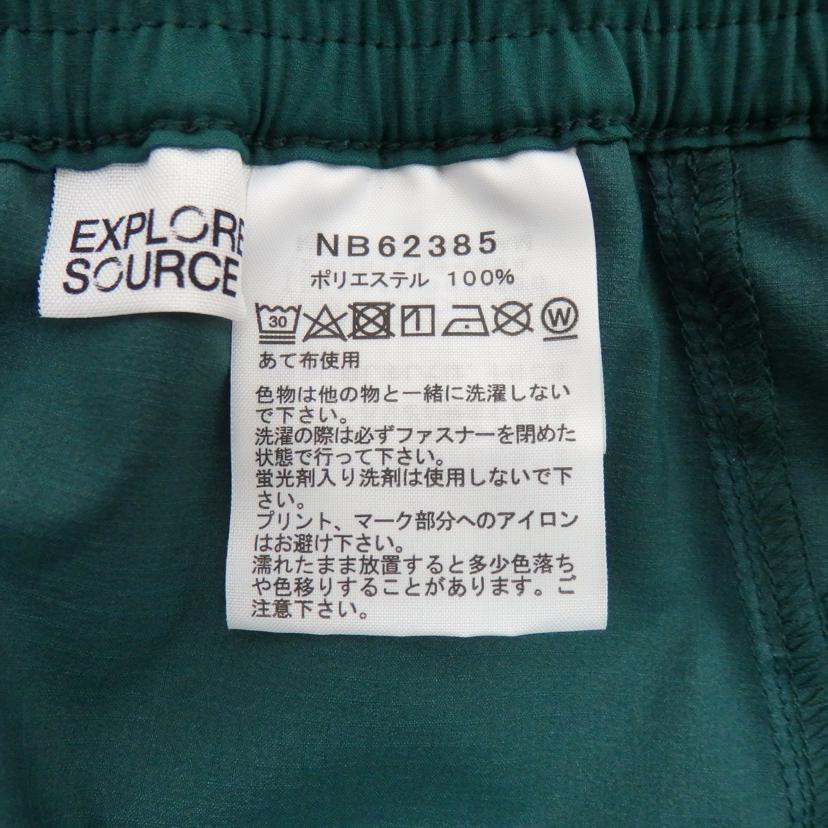 EXPLORE
SOURCE
NB62385
ポリエステル 100%
30
W
あて布使用
色物は他の物と一緒に洗濯しない
で下さい。
洗濯の際は必ずファスナーを閉めた
状態で行って下さい。
蛍光剤入り洗剤は使用しないで下
さい。
プリント、マーク部分へのアイロン
はお避け下さい。
濡れたまま放置すると多少色落ち
や色移りすることがあります。ご
注意下さい。